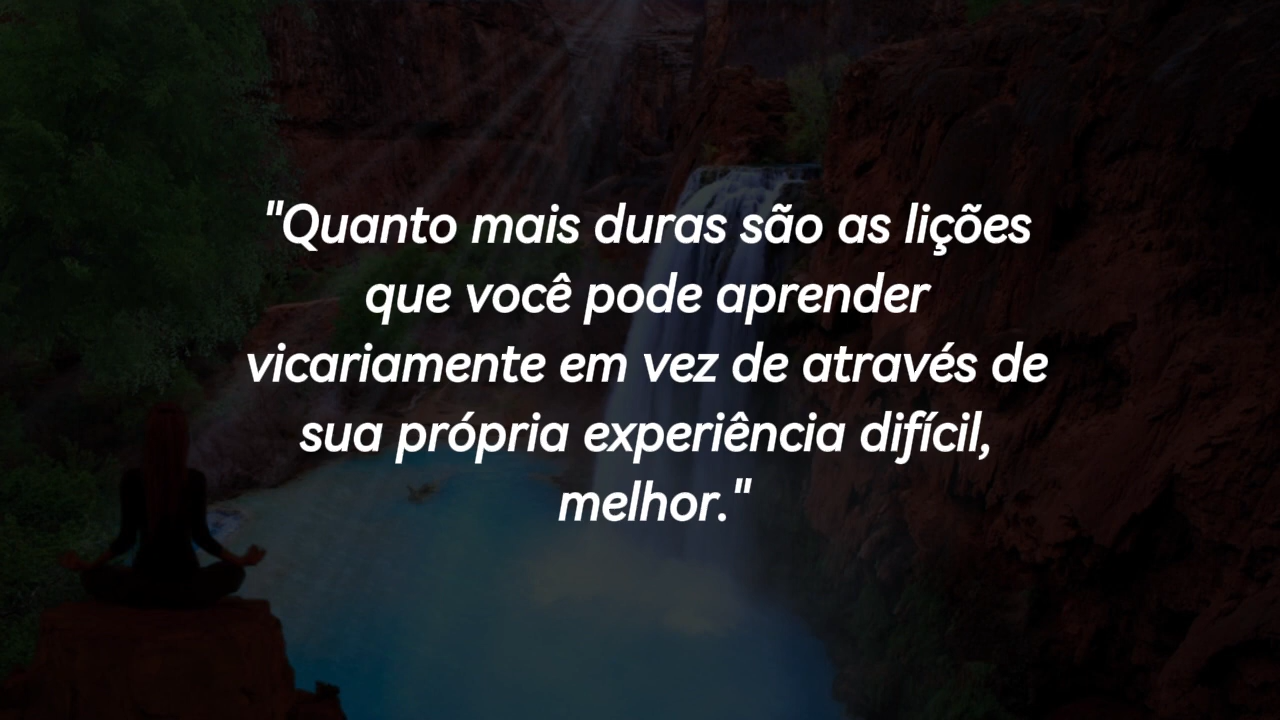 "Quanto mais duras são as lições
que você pode aprender
vicariamente em vez de através de
sua própria experiência difícil,
melhor."